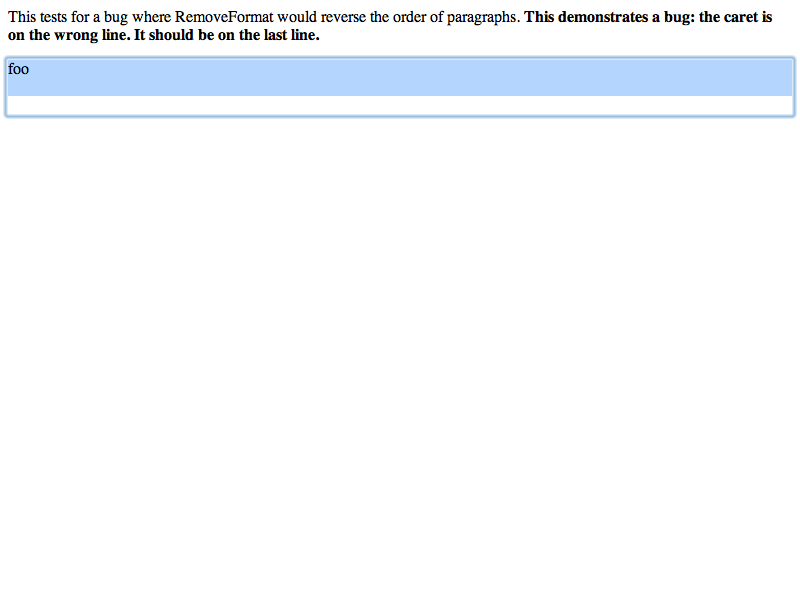 This tests for a bug where RemoveFormat would reverse the order of paragraphs. This demonstrates a bug: the caret is
on the wrong line. It should be on the last line.
foo